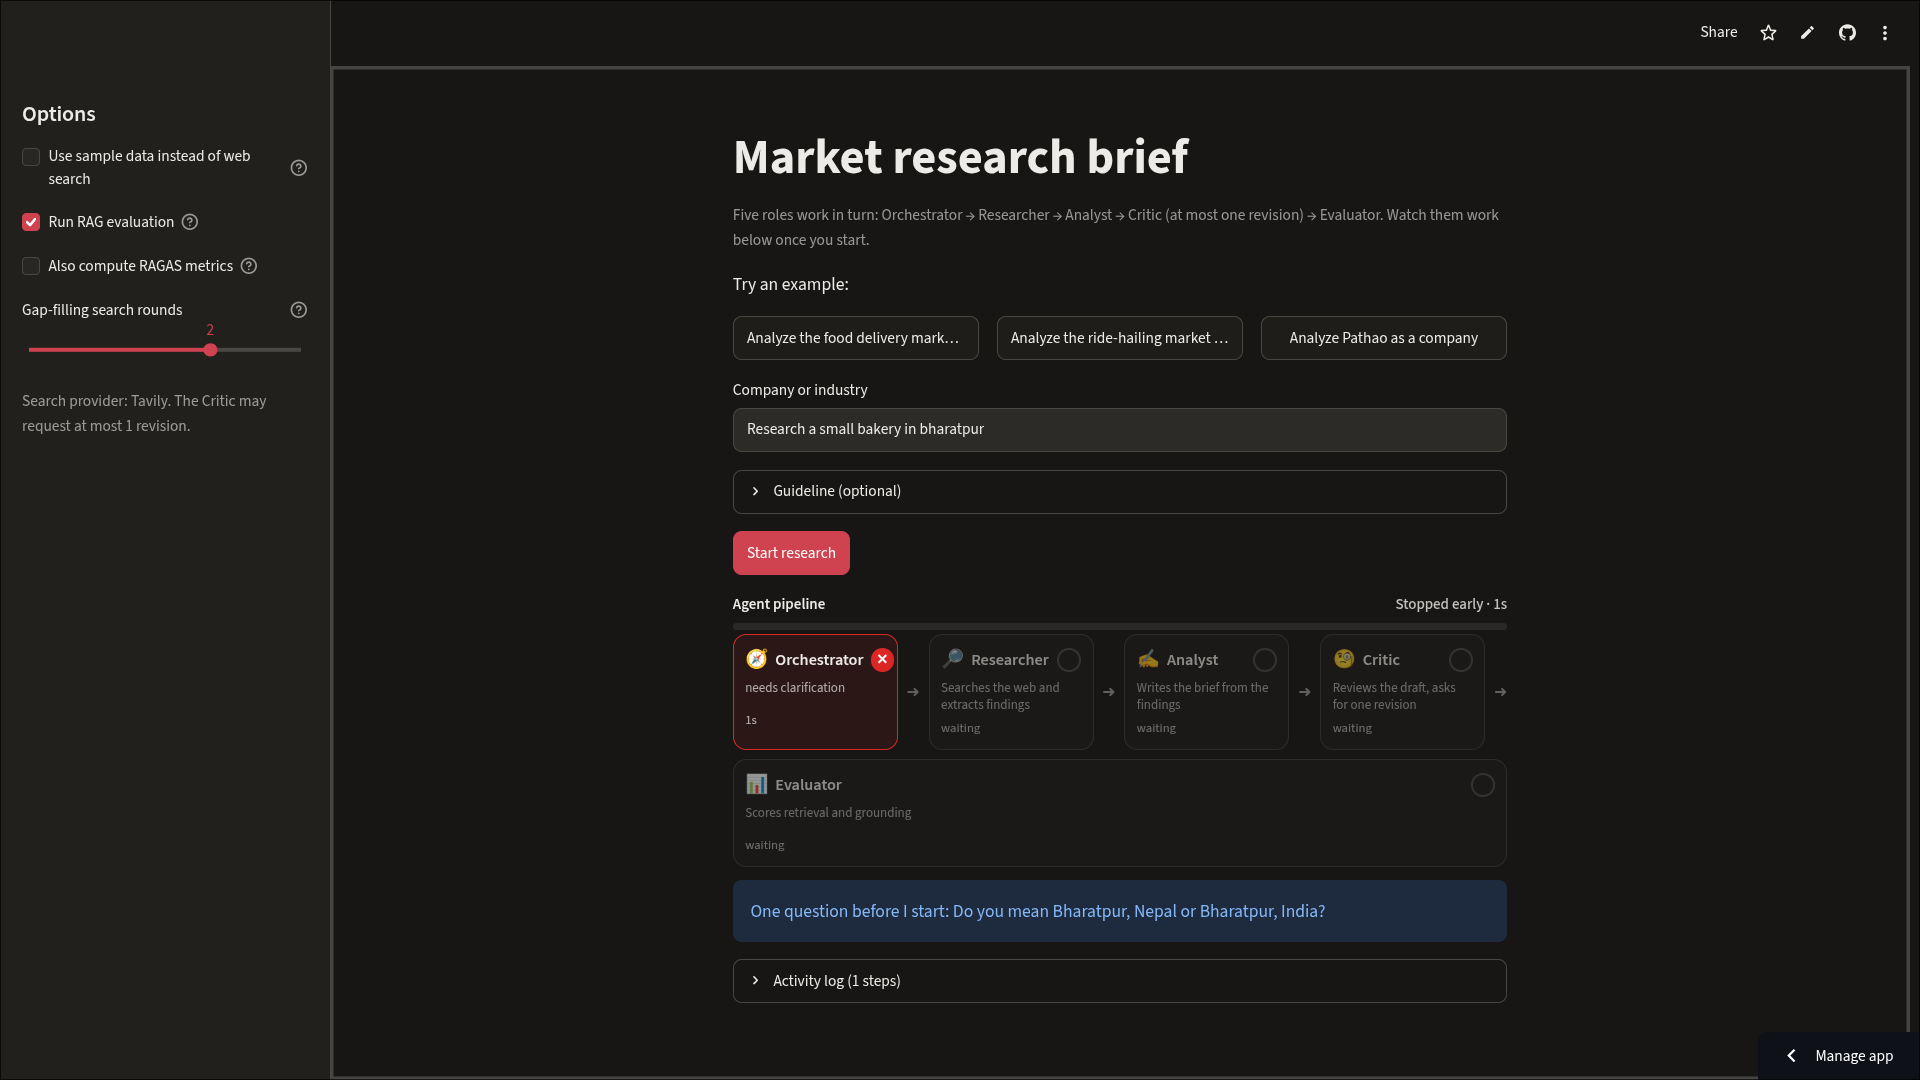 Share
Options
Use sample data instead of web
search
Run RAG evaluation
Also compute RAGAS metrics
Gap-filling search rounds
2
Search provider: Tavily. The Critic may
request at most 1 revision.
Market research brief
Five roles work in turn: Orchestrator → Researcher → Analyst → Critic (at most one revision) → Evaluator. Watch them work
below once you start.
Try an example:
Analyze the food delivery mark…
Analyze the ride-hailing market …
Analyze Pathao as a company
Company or industry
Research a small bakery in bharatpur
Guideline (optional)
Start research
Agent pipeline
Stopped early · 1s
Orchestrator
needs clarification
1s
Researcher
Searches the web and
extracts findings
waiting
Analyst
Writes the brief from the
findings
waiting
Critic
Reviews the draft, asks
for one revision
waiting
Evaluator
Scores retrieval and grounding
waiting
One question before I start: Do you mean Bharatpur, Nepal or Bharatpur, India?
Activity log (1 steps)
Manage app